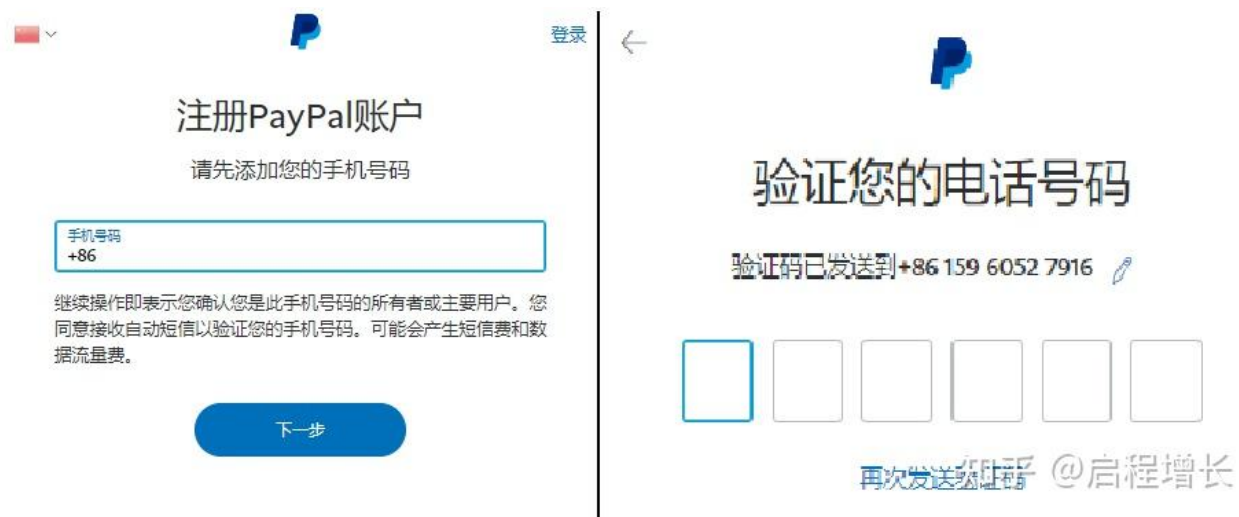 登录
注册PayPal账户
请先添加您的手机号码
手机号码
+86
继续操作即表示您确认您是此手机号码的所有者或主要用户。您
同意接收自动短信以验证您的手机号码。可能会产生短信费和数
据流量费。
下一步
验证您的电话号码
验证码已发送到+86 159 6052 7916
再次发送验证码
知乎 @启程增长